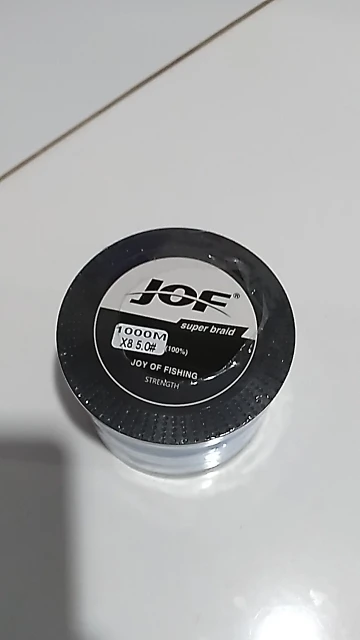 JOF®
super braid
1000M
X8 5.0#
(100%)
JOY OF FISHING
STRENGTH